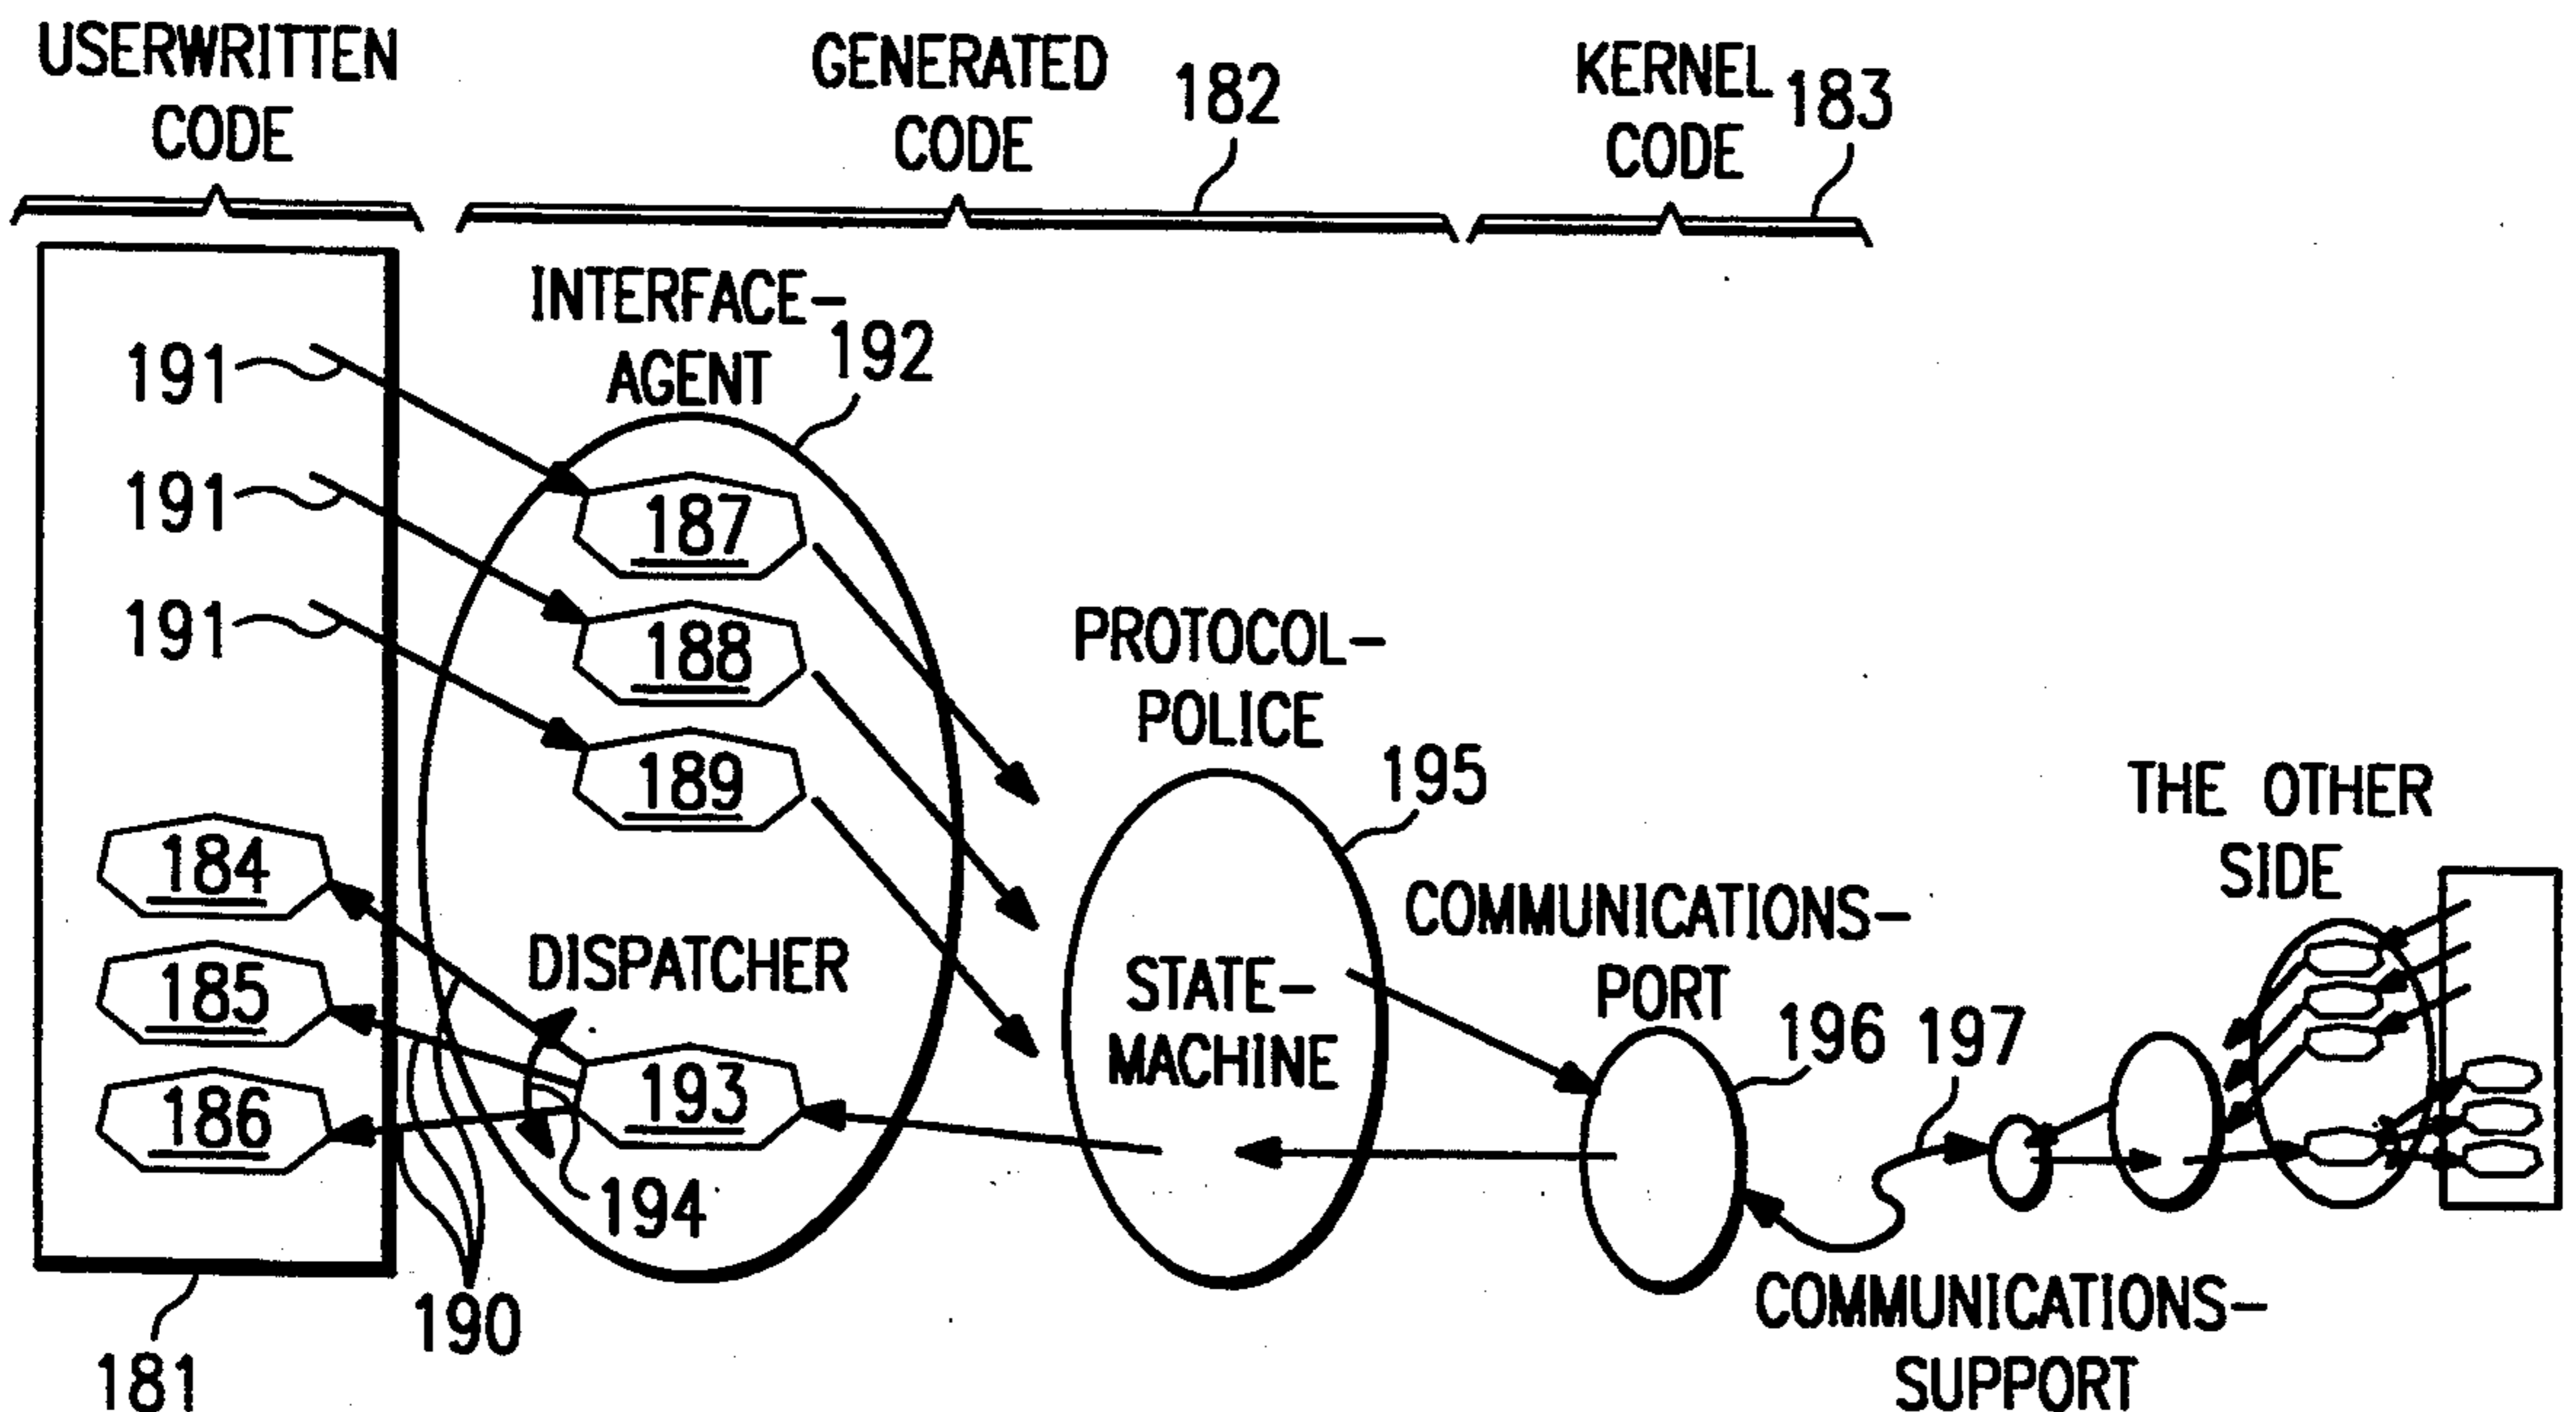 USERWRITTEN
CODE
GENERATED
CODE
182
KERNEL
CODE
183
INTERFACE-
AGENT
192
191
191
191
187
188
189
PROTOCOL-
POLICE
195
184
185
186
DISPATCHER
193
194
190
181
STATE-
MACHINE
COMMUNICATIONS-
PORT
196
197
THE OTHER
SIDE
COMMUNICATIONS-
SUPPORT